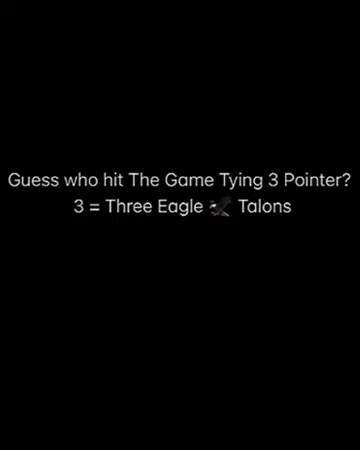 Guess who hit The Game Tying 3 Pointer?
3 = Three Eagle 🦅 Talons